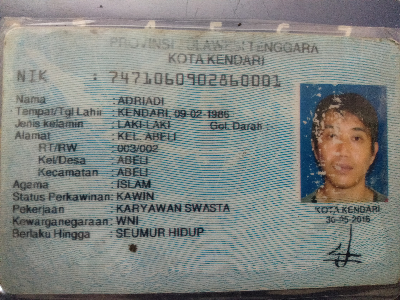 PROVINSI SULAWESI TENGGARA
KOTA KENDARI
NIK : 7471060902860001
Nama : ADRIADI
Tempat/Tgl Lahir : KENDARI, 09-02-1986
Jenis kelamin : LAKI-LAKI Gol. Darah :
Alamat : KEL. ABELI
RT/RW : 003/002
Kel/Desa : ABELI
Kecamatan : ABELI
Agama : ISLAM
Status Perkawinan: KAWIN
Pekerjaan : KARYAWAN SWASTA
Kewarganegaraan: WNI
Berlaku Hingga : SEUMUR HIDUP
KOTA KENDARI
30-05-2016